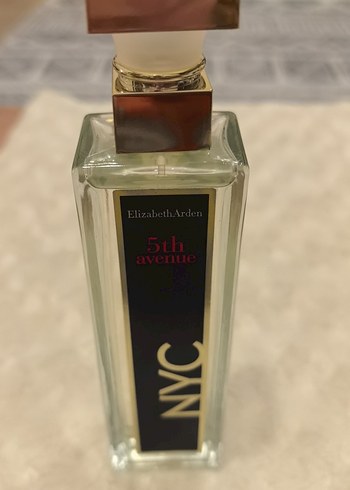 ElizabethArden
5th
avenue
NYC